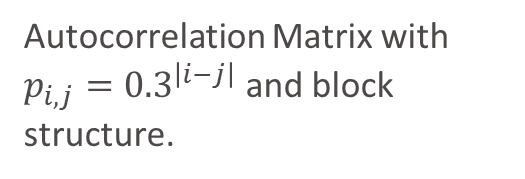 Autocorrelation Matrix with
𝑝𝑖,𝑗 = 0.3^|𝑖−𝑗| and block
structure.